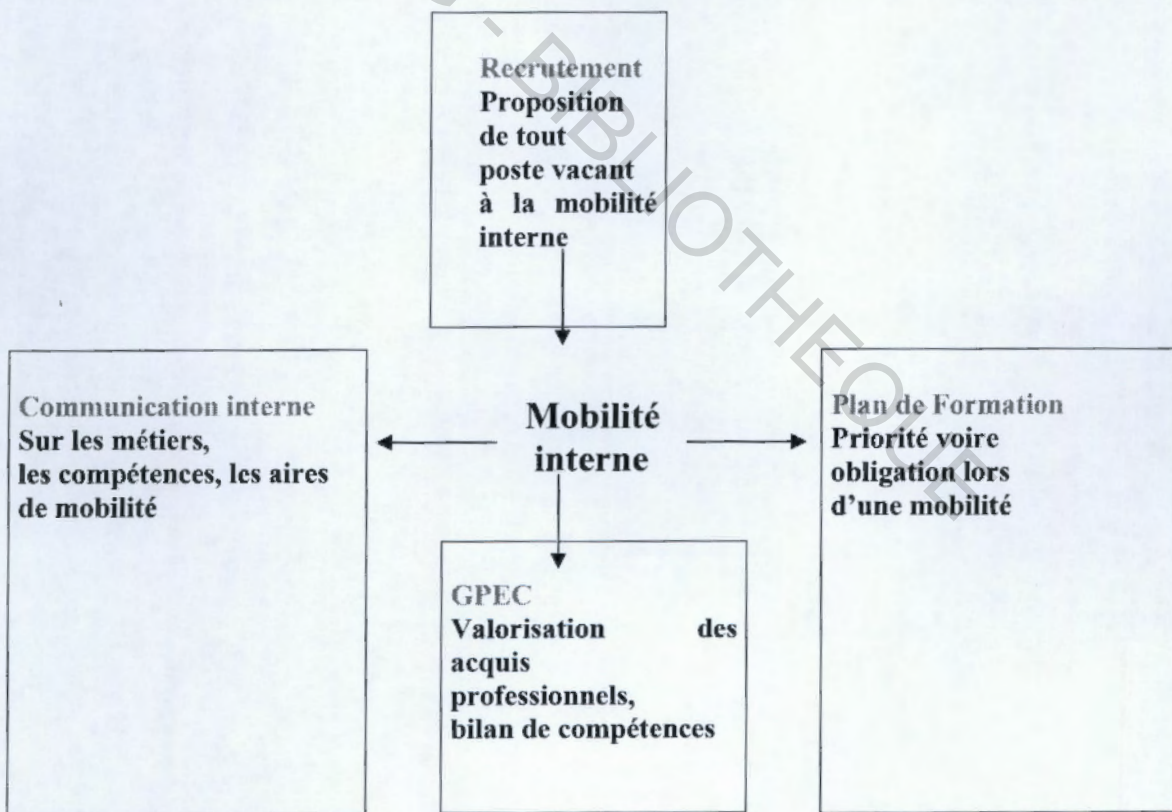 Recrutement
Proposition
de tout
poste vacant
à la mobilité
interne
Communication interne
Sur les métiers,
les compétences, les aires
de mobilité
Mobilité
interne
Plan de Formation
Priorité voire
obligation lors
d'une mobilité
GPEC
Valorisation des
acquis
professionnels,
bilan de compétences
- BIBLIOTHEQUE